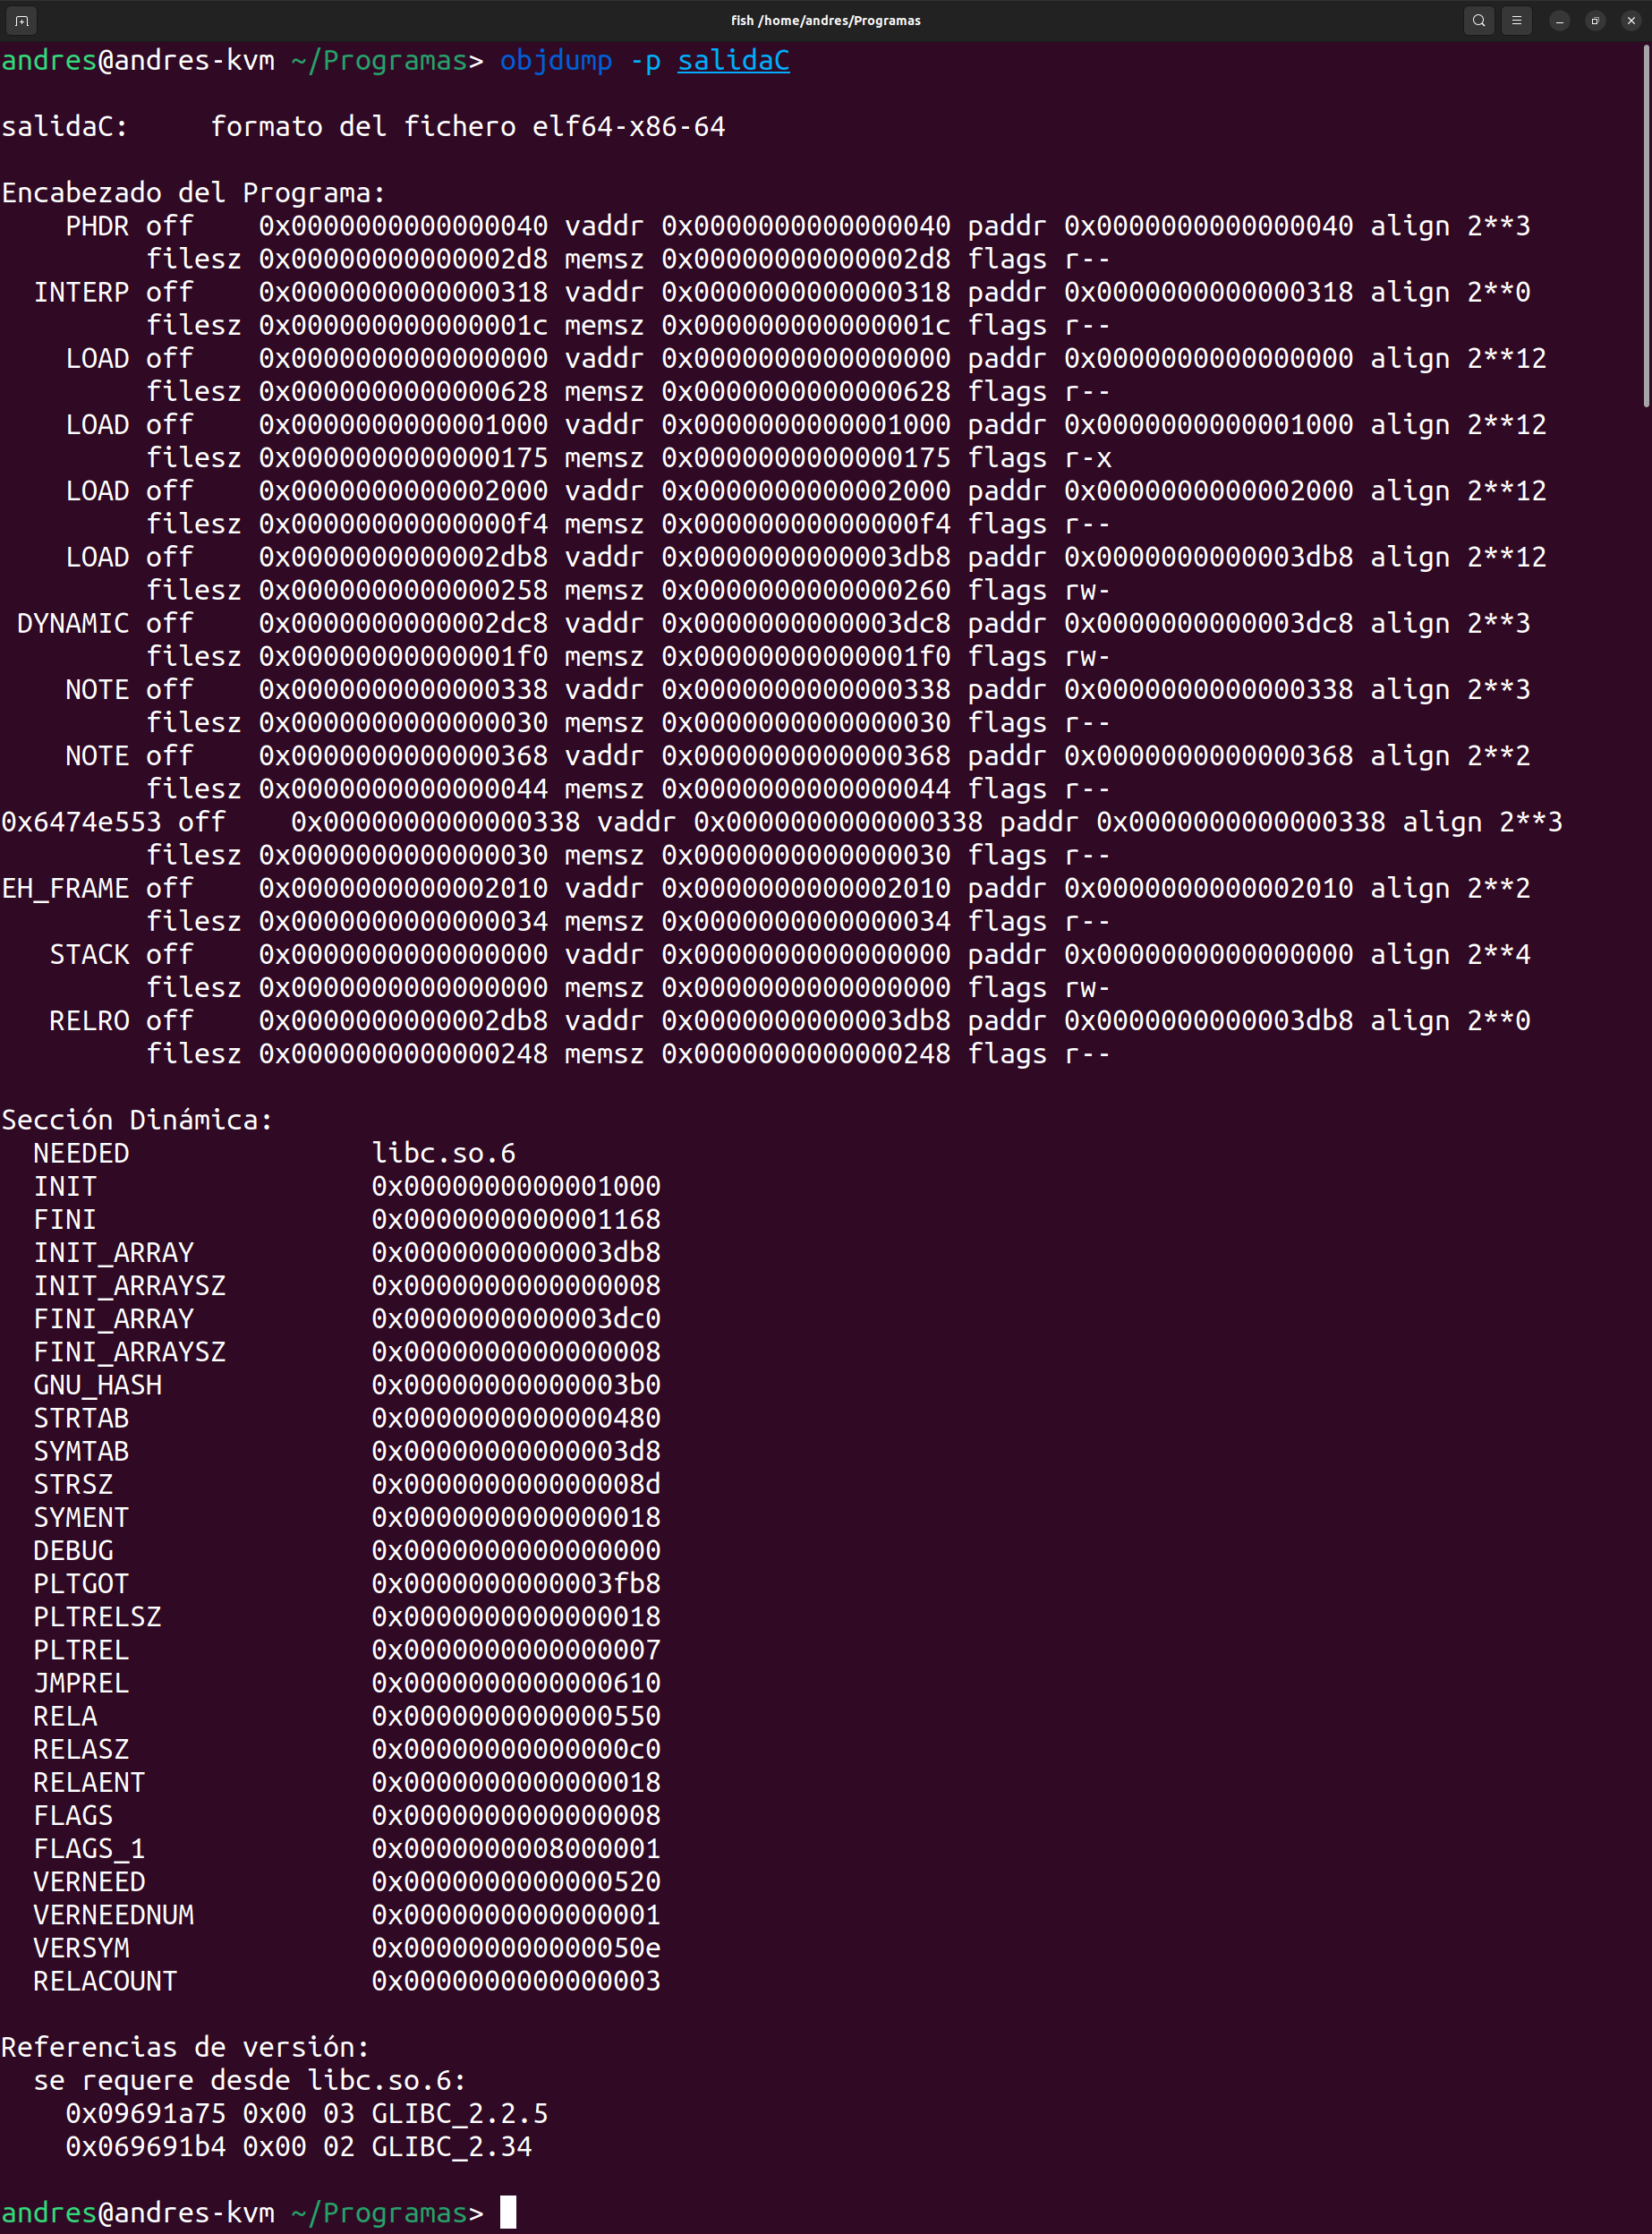 fish /home/andres/Programas
andres@andres-kvm ~/Programas> objdump -p salidaC
salidaC:     formato del fichero elf64-x86-64
Encabezado del Programa:
    PHDR off    0x0000000000000040 vaddr 0x0000000000000040 paddr 0x0000000000000040 align 2**3
         filesz 0x00000000000002d8 memsz 0x00000000000002d8 flags r--
  INTERP off    0x0000000000000318 vaddr 0x0000000000000318 paddr 0x0000000000000318 align 2**0
         filesz 0x000000000000001c memsz 0x000000000000001c flags r--
    LOAD off    0x0000000000000000 vaddr 0x0000000000000000 paddr 0x0000000000000000 align 2**12
         filesz 0x0000000000000628 memsz 0x0000000000000628 flags r--
    LOAD off    0x0000000000001000 vaddr 0x0000000000001000 paddr 0x0000000000001000 align 2**12
         filesz 0x0000000000000175 memsz 0x0000000000000175 flags r-x
    LOAD off    0x0000000000002000 vaddr 0x0000000000002000 paddr 0x0000000000002000 align 2**12
         filesz 0x00000000000000f4 memsz 0x00000000000000f4 flags r--
    LOAD off    0x0000000000002db8 vaddr 0x0000000000003db8 paddr 0x0000000000003db8 align 2**12
         filesz 0x0000000000000258 memsz 0x0000000000000260 flags rw-
 DYNAMIC off    0x0000000000002dc8 vaddr 0x0000000000003dc8 paddr 0x0000000000003dc8 align 2**3
         filesz 0x00000000000001f0 memsz 0x00000000000001f0 flags rw-
    NOTE off    0x0000000000000338 vaddr 0x0000000000000338 paddr 0x0000000000000338 align 2**3
         filesz 0x0000000000000030 memsz 0x0000000000000030 flags r--
    NOTE off    0x0000000000000368 vaddr 0x0000000000000368 paddr 0x0000000000000368 align 2**2
         filesz 0x0000000000000044 memsz 0x0000000000000044 flags r--
0x6474e553 off    0x0000000000000338 vaddr 0x0000000000000338 paddr 0x0000000000000338 align 2**3
         filesz 0x0000000000000030 memsz 0x0000000000000030 flags r--
EH_FRAME off    0x0000000000002010 vaddr 0x0000000000002010 paddr 0x0000000000002010 align 2**2
         filesz 0x0000000000000034 memsz 0x0000000000000034 flags r--
   STACK off    0x0000000000000000 vaddr 0x0000000000000000 paddr 0x0000000000000000 align 2**4
         filesz 0x0000000000000000 memsz 0x0000000000000000 flags rw-
   RELRO off    0x0000000000002db8 vaddr 0x0000000000003db8 paddr 0x0000000000003db8 align 2**0
         filesz 0x0000000000000248 memsz 0x0000000000000248 flags r--
Sección Dinámica:
  NEEDED               libc.so.6
  INIT                 0x0000000000001000
  FINI                 0x0000000000001168
  INIT_ARRAY           0x0000000000003db8
  INIT_ARRAYSZ         0x0000000000000008
  FINI_ARRAY           0x0000000000003dc0
  FINI_ARRAYSZ         0x0000000000000008
  GNU_HASH             0x00000000000003b0
  STRTAB               0x0000000000000480
  SYMTAB               0x00000000000003d8
  STRSZ                0x000000000000008d
  SYMENT               0x0000000000000018
  DEBUG                0x0000000000000000
  PLTGOT               0x0000000000003fb8
  PLTRELSZ             0x0000000000000018
  PLTREL               0x0000000000000007
  JMPREL               0x0000000000000610
  RELA                 0x0000000000000550
  RELASZ               0x00000000000000c0
  RELAENT              0x0000000000000018
  FLAGS                0x0000000000000008
  FLAGS_1              0x0000000008000001
  VERNEED              0x0000000000000520
  VERNEEDNUM           0x0000000000000001
  VERSYM               0x000000000000050e
  RELACOUNT            0x0000000000000003
Referencias de versión:
  se requere desde libc.so.6:
    0x09691a75 0x00 03 GLIBC_2.2.5
    0x069691b4 0x00 02 GLIBC_2.34
andres@andres-kvm ~/Programas>